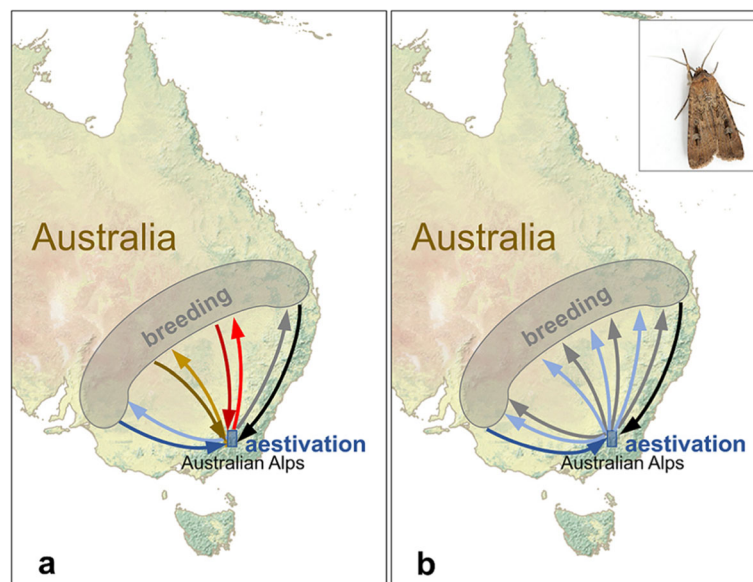 Australia
breeding
aestivation
Australian Alps
a
Australia
breeding
aestivation
Australian Alps
b